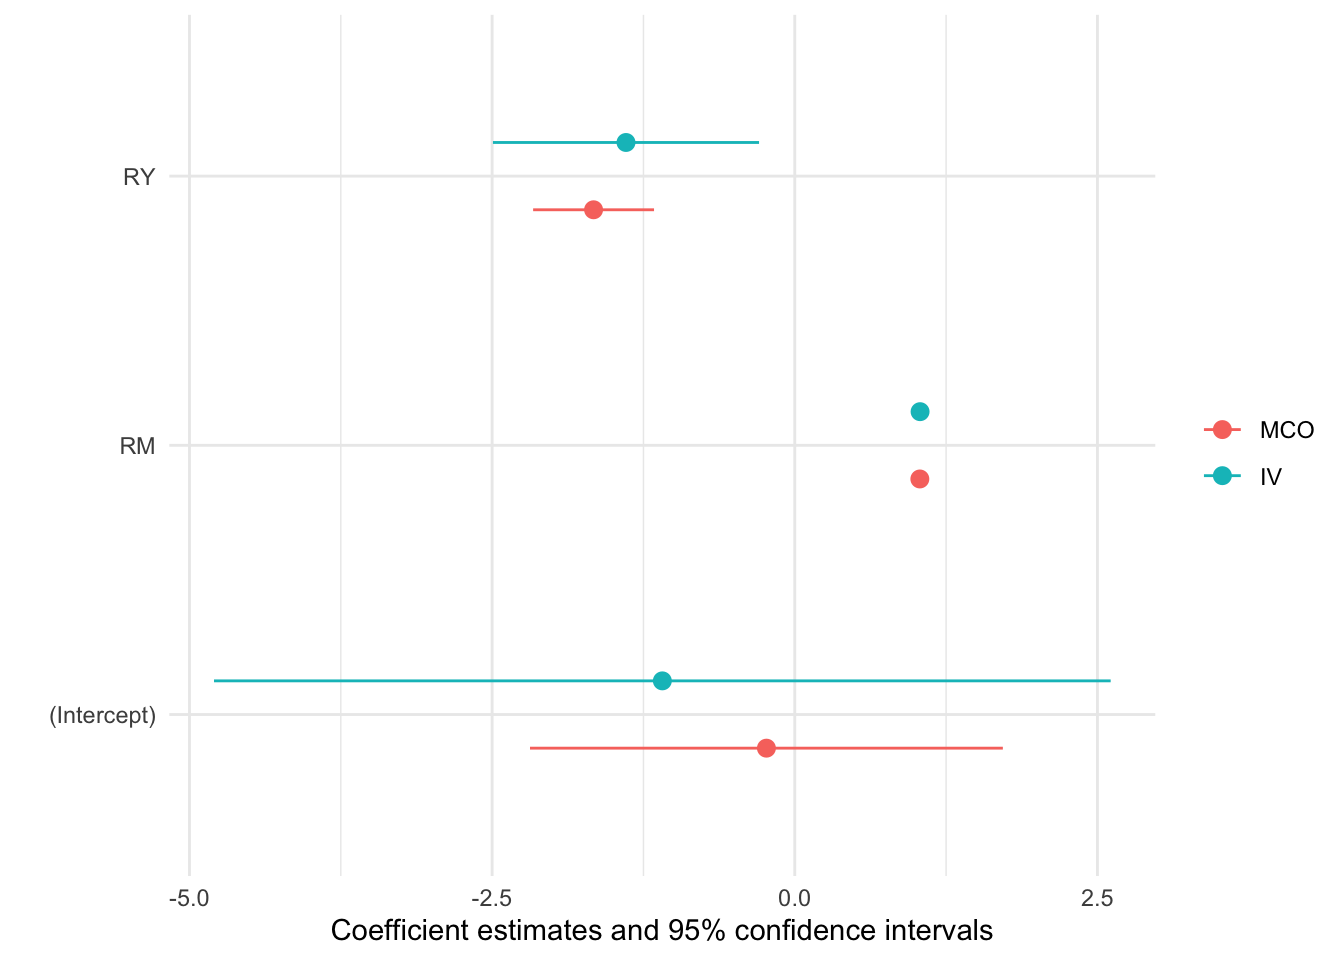 RY
RM
(Intercept)
-5.0
-2.5
0.0
2.5
Coefficient estimates and 95% confidence intervals
MCO
IV